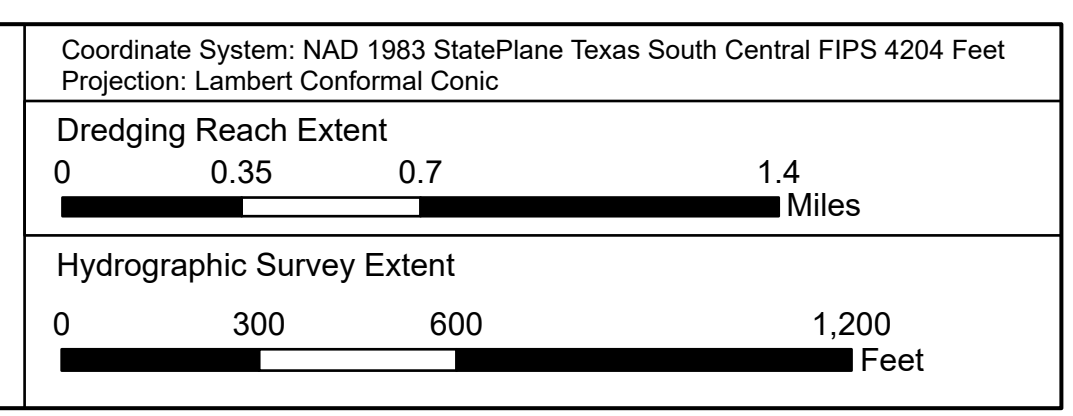 Coordinate System: NAD 1983 StatePlane Texas South Central FIPS 4204 Feet
Projection: Lambert Conformal Conic
Dredging Reach Extent
0 0.35 0.7 1.4
Miles
Hydrographic Survey Extent
0 300 600 1,200
Feet